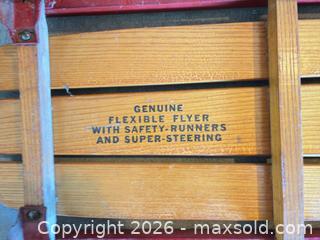 GENUINE
FLEXIBLE FLYER
WITH SAFETY-RUNNERS
AND SUPER-STEERING
Copyright 2026 - maxsold.com